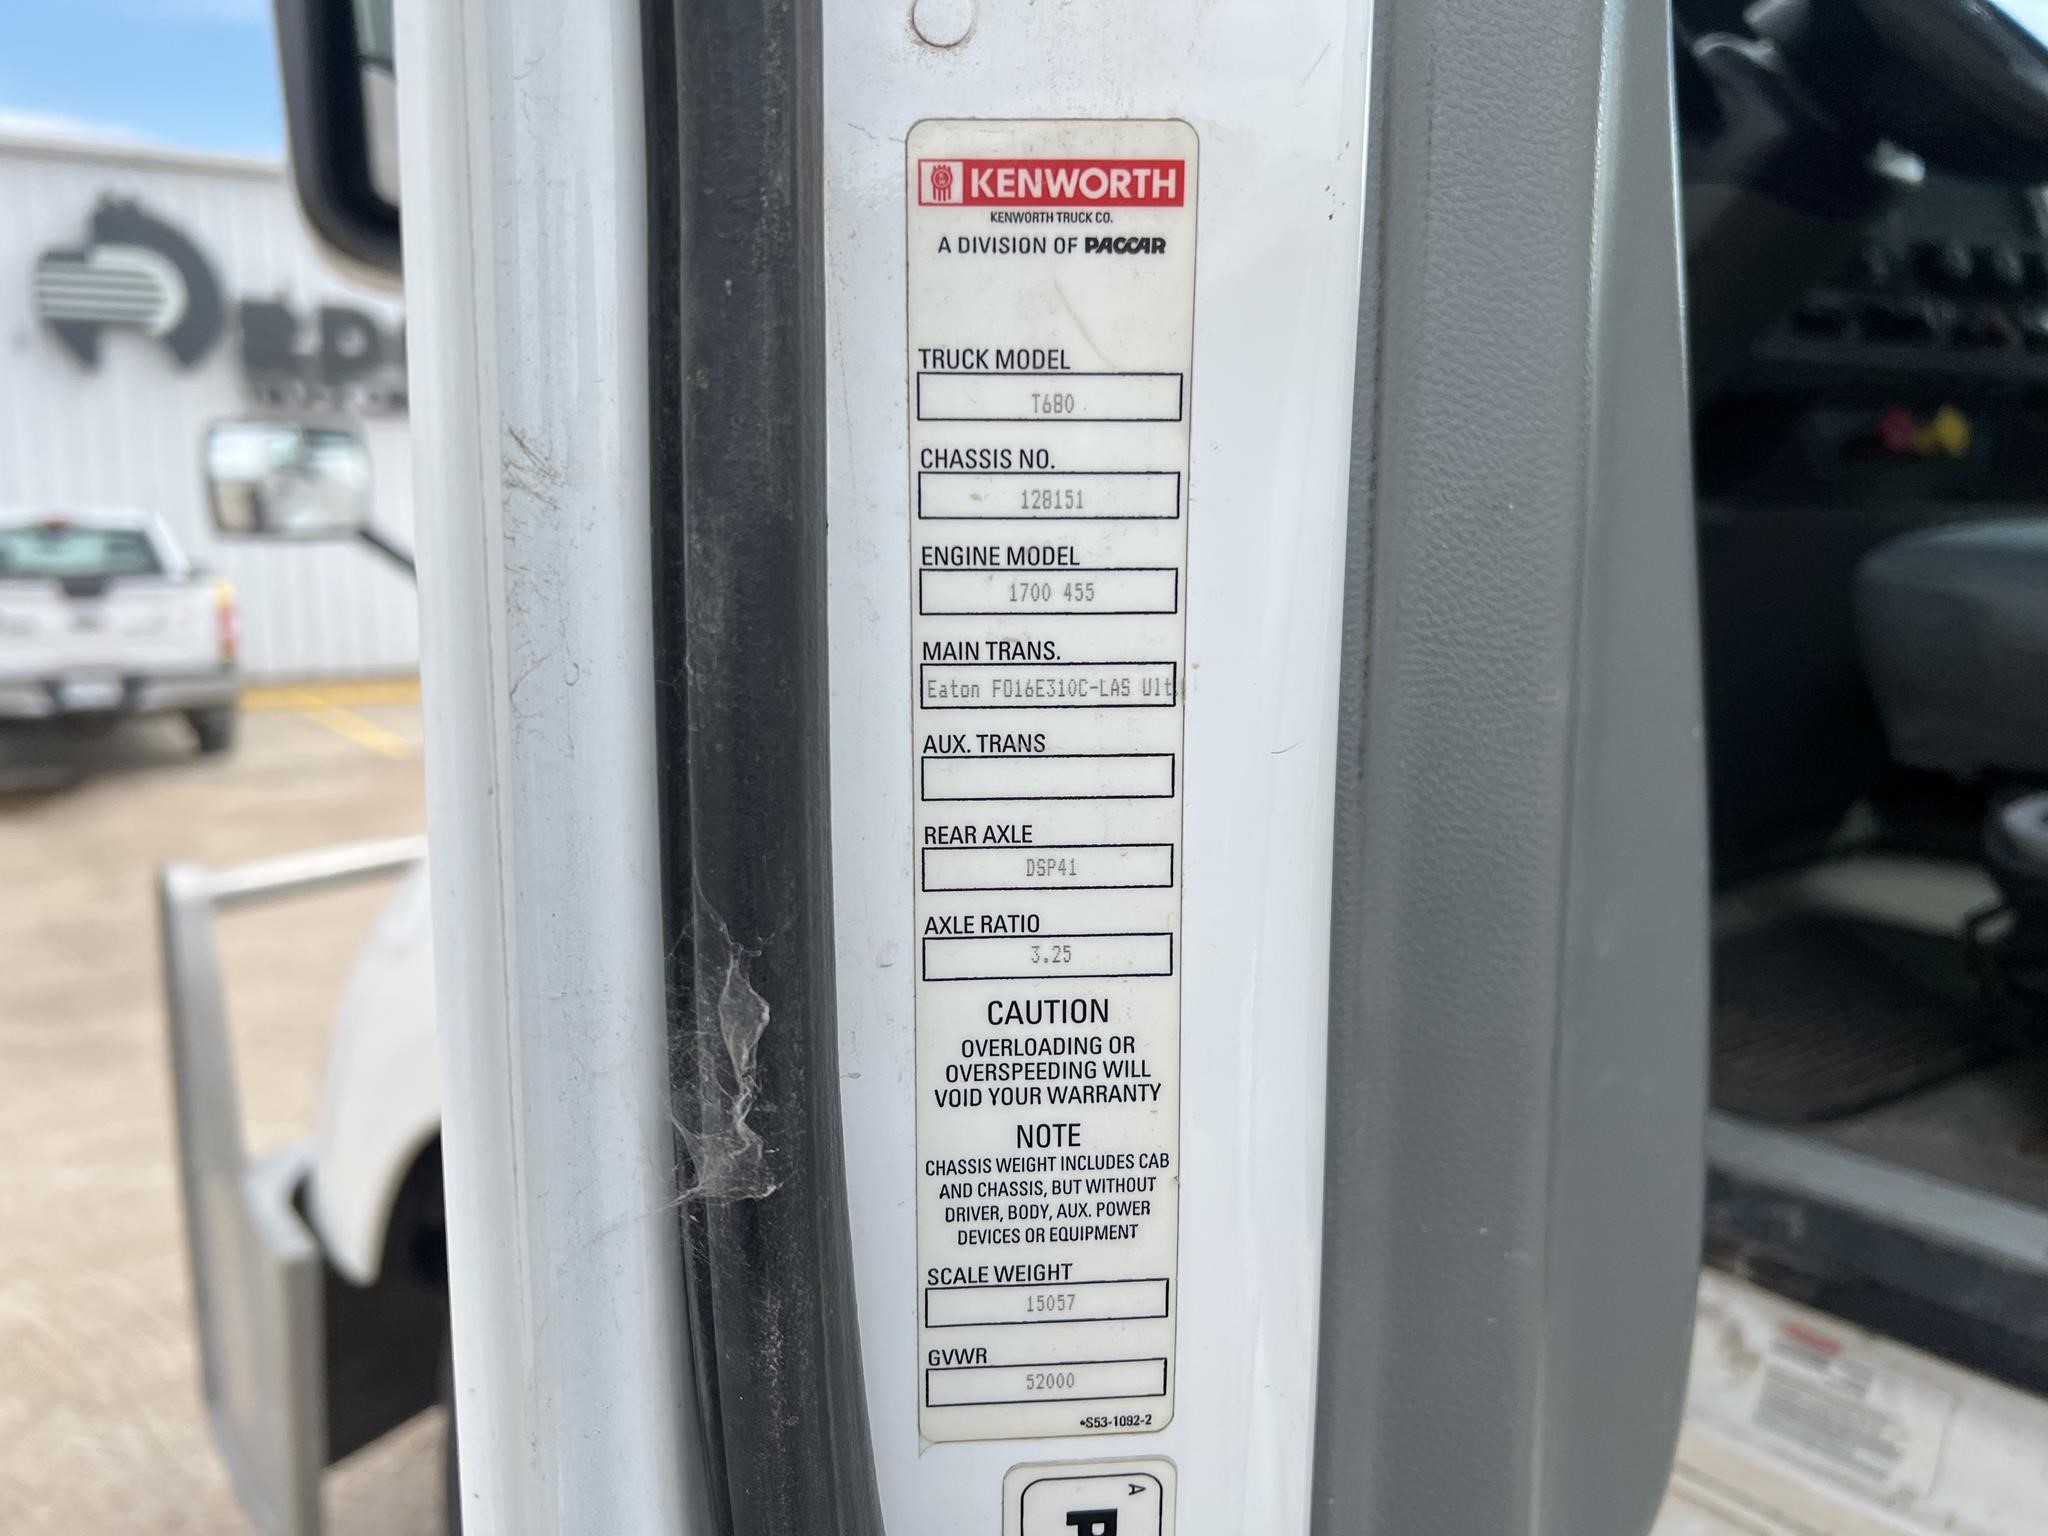 KENWORTH
KENWORTH TRUCK CO.
A DIVISION OF PACCAR
TRUCK MODEL
T680
CHASSIS NO.
128151
ENGINE MODEL
1700 455
MAIN TRANS.
Eaton FO16E310C-LAS Ult
AUX. TRANS
REAR AXLE
DSP41
AXLE RATIO
3.25
CAUTION
OVERLOADING OR
OVERSPEEDING WILL
VOID YOUR WARRANTY
NOTE
CHASSIS WEIGHT INCLUDES CAB
AND CHASSIS, BUT WITHOUT
DRIVER, BODY, AUX. POWER
DEVICES OR EQUIPMENT
SCALE WEIGHT
15057
GVWR
52000
•S53-1092-2
A
P